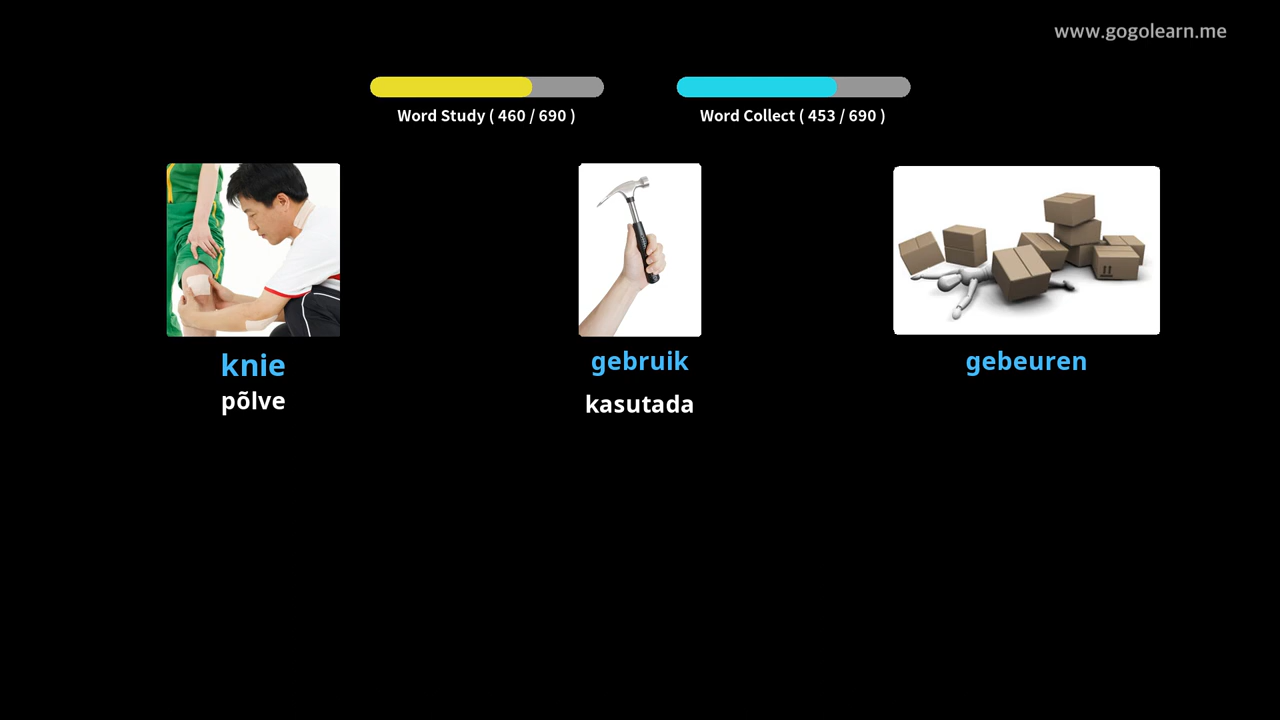 www.gogolearn.me
Word Study ( 460 / 690 )
Word Collect ( 453 / 690 )
knie
põlve
gebruik
kasutada
gebeuren